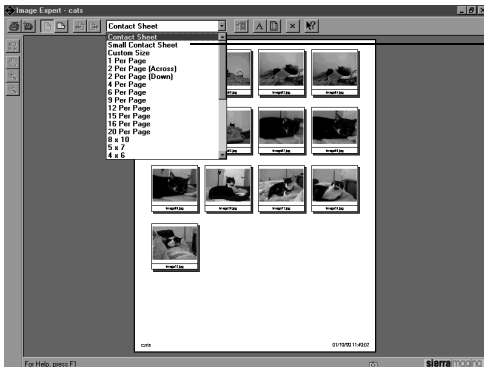 Image Expert - cats
Contact Sheet
Contact Sheet
Small Contact Sheet
Custom Size
1 Per Page
2 Per Page (Across)
2 Per Page (Down)
4 Per Page
6 Per Page
9 Per Page
12 Per Page
15 Per Page
16 Per Page
20 Per Page
8 x 10
5 x 7
4 x 6
cats
For Help, press F1
sierra imaging